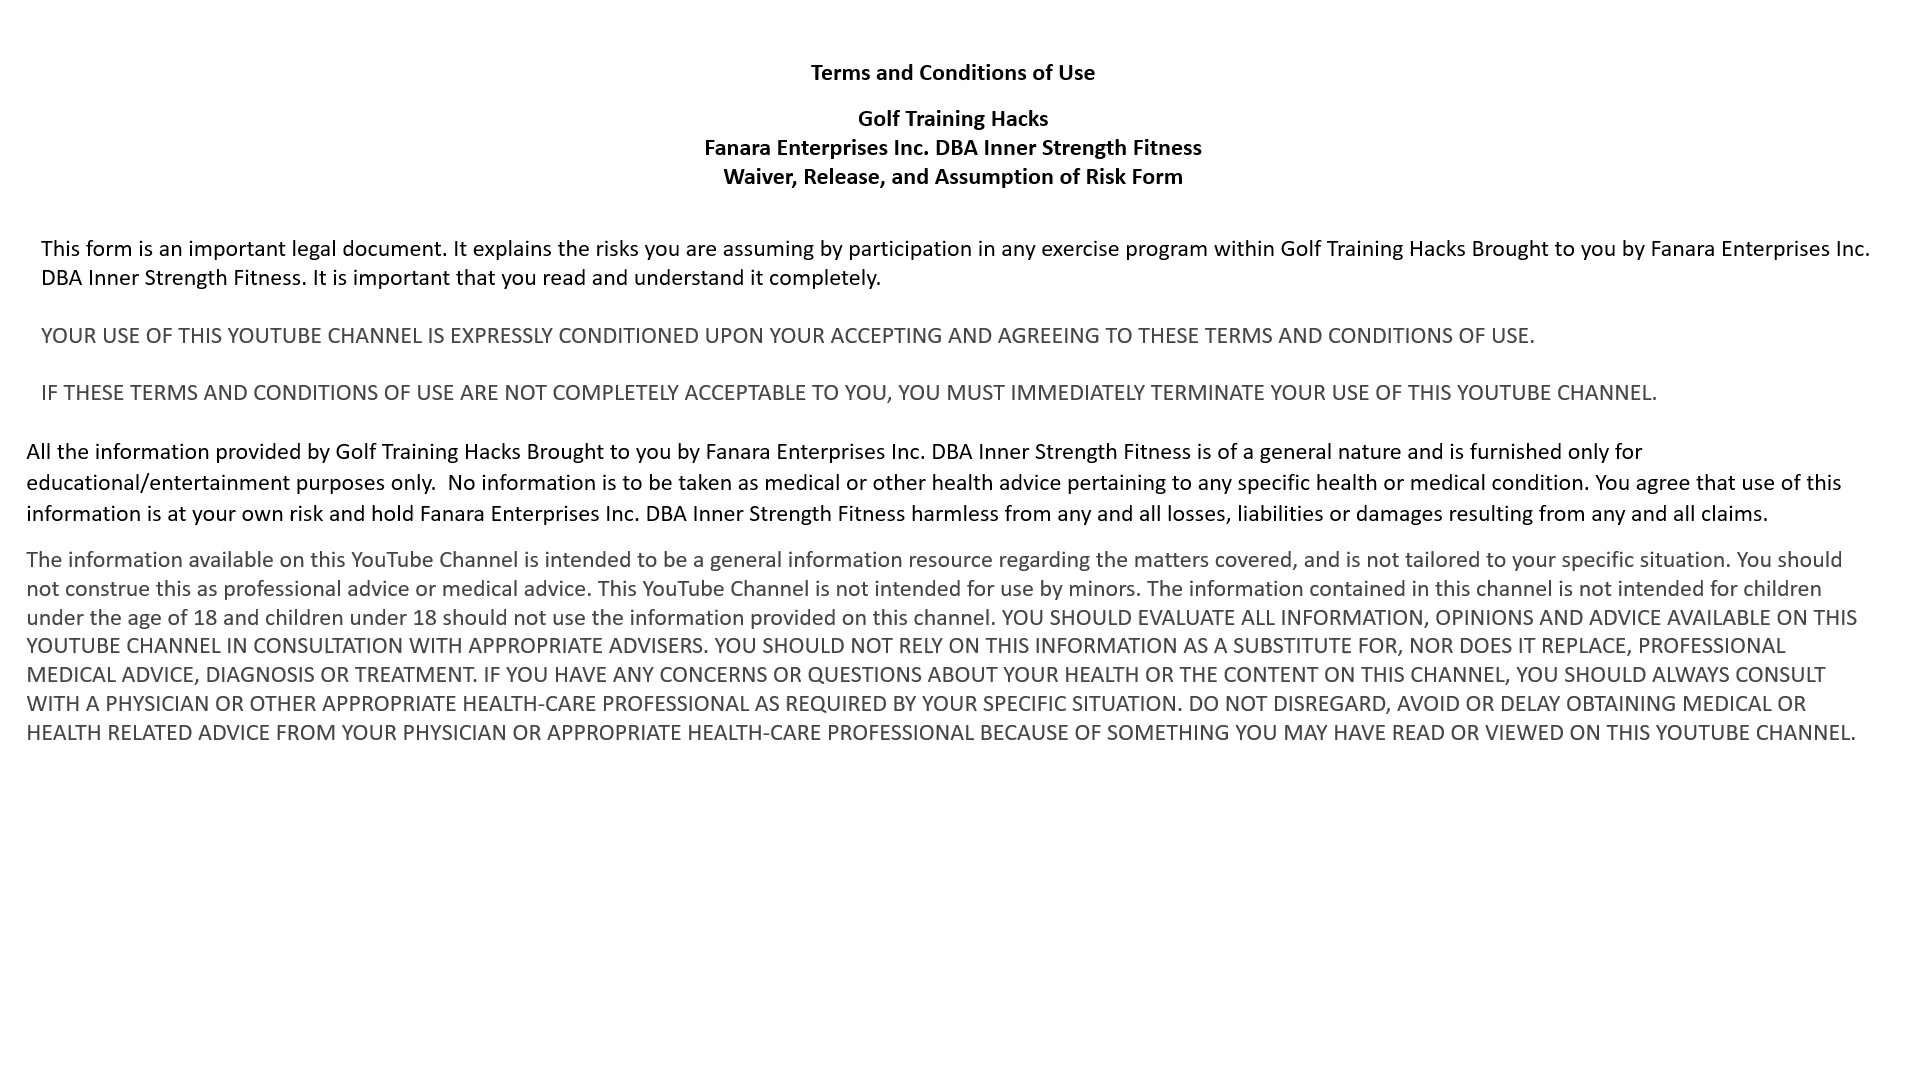 Terms and Conditions of Use
Golf Training Hacks
Fanara Enterprises Inc. DBA Inner Strength Fitness
Waiver, Release, and Assumption of Risk Form
This form is an important legal document. It explains the risks you are assuming by participation in any exercise program within Golf Training Hacks Brought to you by Fanara Enterprises Inc.
DBA Inner Strength Fitness. It is important that you read and understand it completely.
YOUR USE OF THIS YOUTUBE CHANNEL IS EXPRESSLY CONDITIONED UPON YOUR ACCEPTING AND AGREEING TO THESE TERMS AND CONDITIONS OF USE.
IF THESE TERMS AND CONDITIONS OF USE ARE NOT COMPLETELY ACCEPTABLE TO YOU, YOU MUST IMMEDIATELY TERMINATE YOUR USE OF THIS YOUTUBE CHANNEL.
All the information provided by Golf Training Hacks Brought to you by Fanara Enterprises Inc. DBA Inner Strength Fitness is of a general nature and is furnished only for
educational/entertainment purposes only.  No information is to be taken as medical or other health advice pertaining to any specific health or medical condition. You agree that use of this
information is at your own risk and hold Fanara Enterprises Inc. DBA Inner Strength Fitness harmless from any and all losses, liabilities or damages resulting from any and all claims.
The information available on this YouTube Channel is intended to be a general information resource regarding the matters covered, and is not tailored to your specific situation. You should
not construe this as professional advice or medical advice. This YouTube Channel is not intended for use by minors. The information contained in this channel is not intended for children
under the age of 18 and children under 18 should not use the information provided on this channel. YOU SHOULD EVALUATE ALL INFORMATION, OPINIONS AND ADVICE AVAILABLE ON THIS
YOUTUBE CHANNEL IN CONSULTATION WITH APPROPRIATE ADVISERS. YOU SHOULD NOT RELY ON THIS INFORMATION AS A SUBSTITUTE FOR, NOR DOES IT REPLACE, PROFESSIONAL
MEDICAL ADVICE, DIAGNOSIS OR TREATMENT. IF YOU HAVE ANY CONCERNS OR QUESTIONS ABOUT YOUR HEALTH OR THE CONTENT ON THIS CHANNEL, YOU SHOULD ALWAYS CONSULT
WITH A PHYSICIAN OR OTHER APPROPRIATE HEALTH-CARE PROFESSIONAL AS REQUIRED BY YOUR SPECIFIC SITUATION. DO NOT DISREGARD, AVOID OR DELAY OBTAINING MEDICAL OR
HEALTH RELATED ADVICE FROM YOUR PHYSICIAN OR APPROPRIATE HEALTH-CARE PROFESSIONAL BECAUSE OF SOMETHING YOU MAY HAVE READ OR VIEWED ON THIS YOUTUBE CHANNEL.